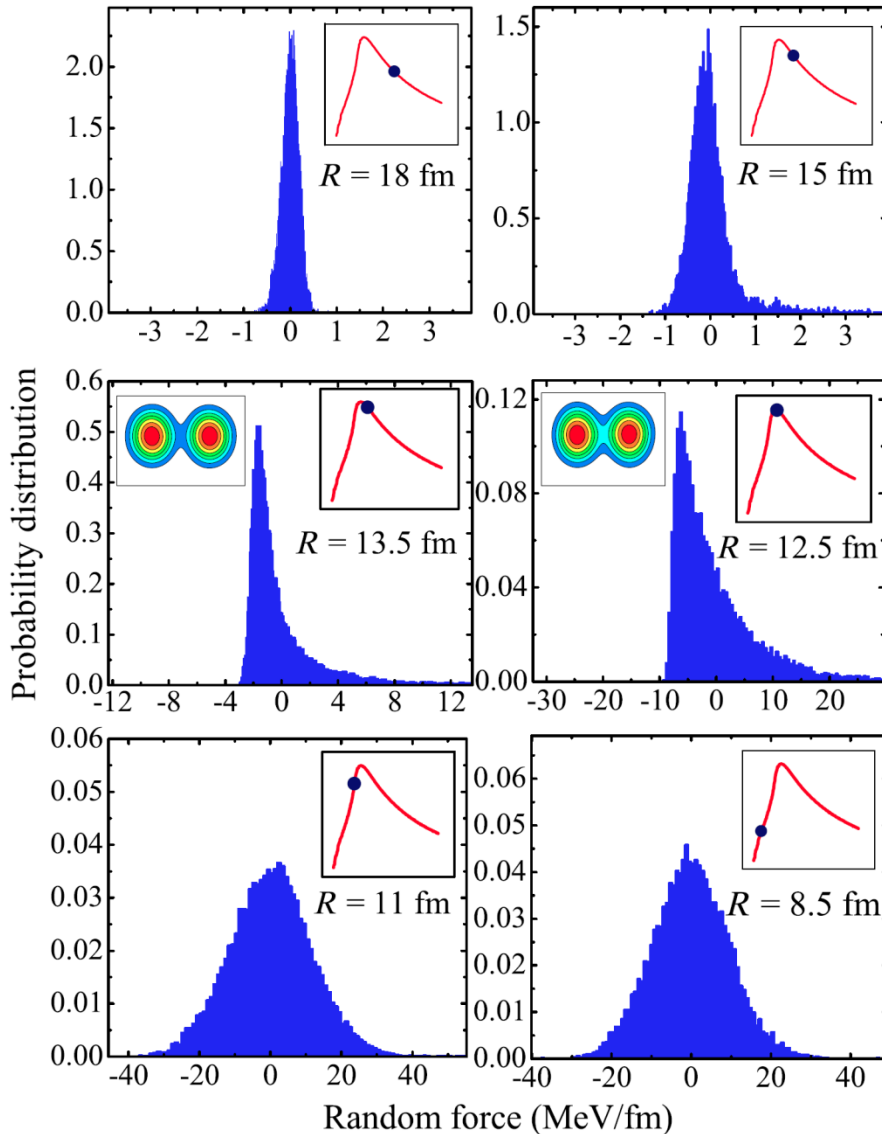 2.0
1.5
1.0
0.5
0.0
R = 18 fm
-3 -2 -1 0 1 2 3
1.5
1.0
0.5
0.0
R = 15 fm
-3 -2 -1 0 1 2 3
Probability distribution
0.6
0.5
0.4
0.3
0.2
0.1
0.0
R = 13.5 fm
-12 -8 -4 0 4 8 12
0.12
0.08
0.04
0.00
R = 12.5 fm
-30 -20 -10 0 10 20
0.06
0.05
0.04
0.03
0.02
0.01
0.00
R = 11 fm
-40 -20 0 20 40
0.06
0.05
0.04
0.03
0.02
0.01
0.00
R = 8.5 fm
-40 -20 0 20 40
Random force (MeV/fm)